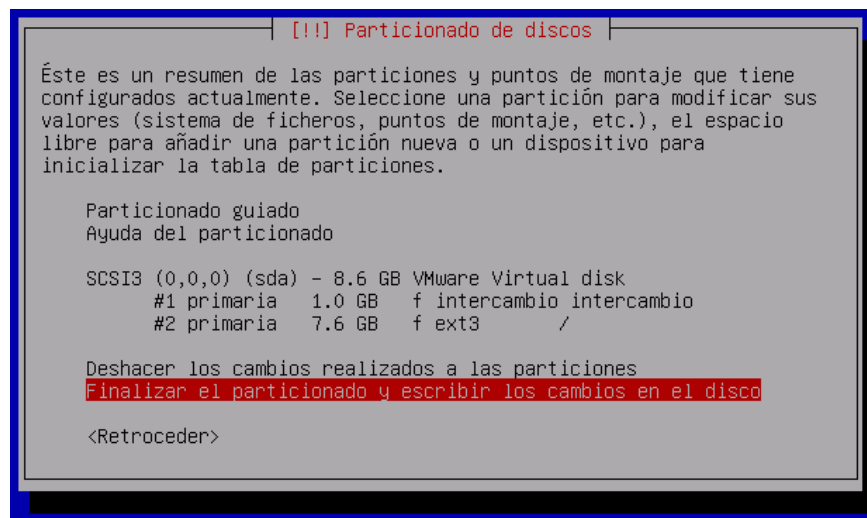 [!!] Particionado de discos
Éste es un resumen de las particiones y puntos de montaje que tiene
configurados actualmente. Seleccione una partición para modificar sus
valores (sistema de ficheros, puntos de montaje, etc.), el espacio
libre para añadir una partición nueva o un dispositivo para
inicializar la tabla de particiones.
Particionado guiado
Ayuda del particionado
SCSI3 (0,0,0) (sda) - 8.6 GB VMware Virtual disk
#1 primaria 1.0 GB f intercambio intercambio
#2 primaria 7.6 GB f ext3 /
Deshacer los cambios realizados a las particiones
Finalizar el particionado y escribir los cambios en el disco
<Retroceder>